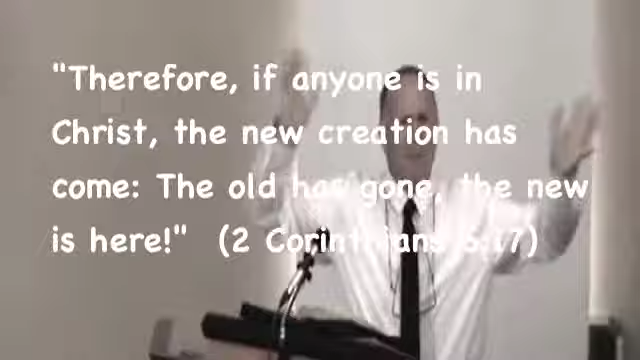 "Therefore, if anyone is in
Christ, the new creation has
come: The old has gone, the new
is here!" (2 Corinthians 5:17)